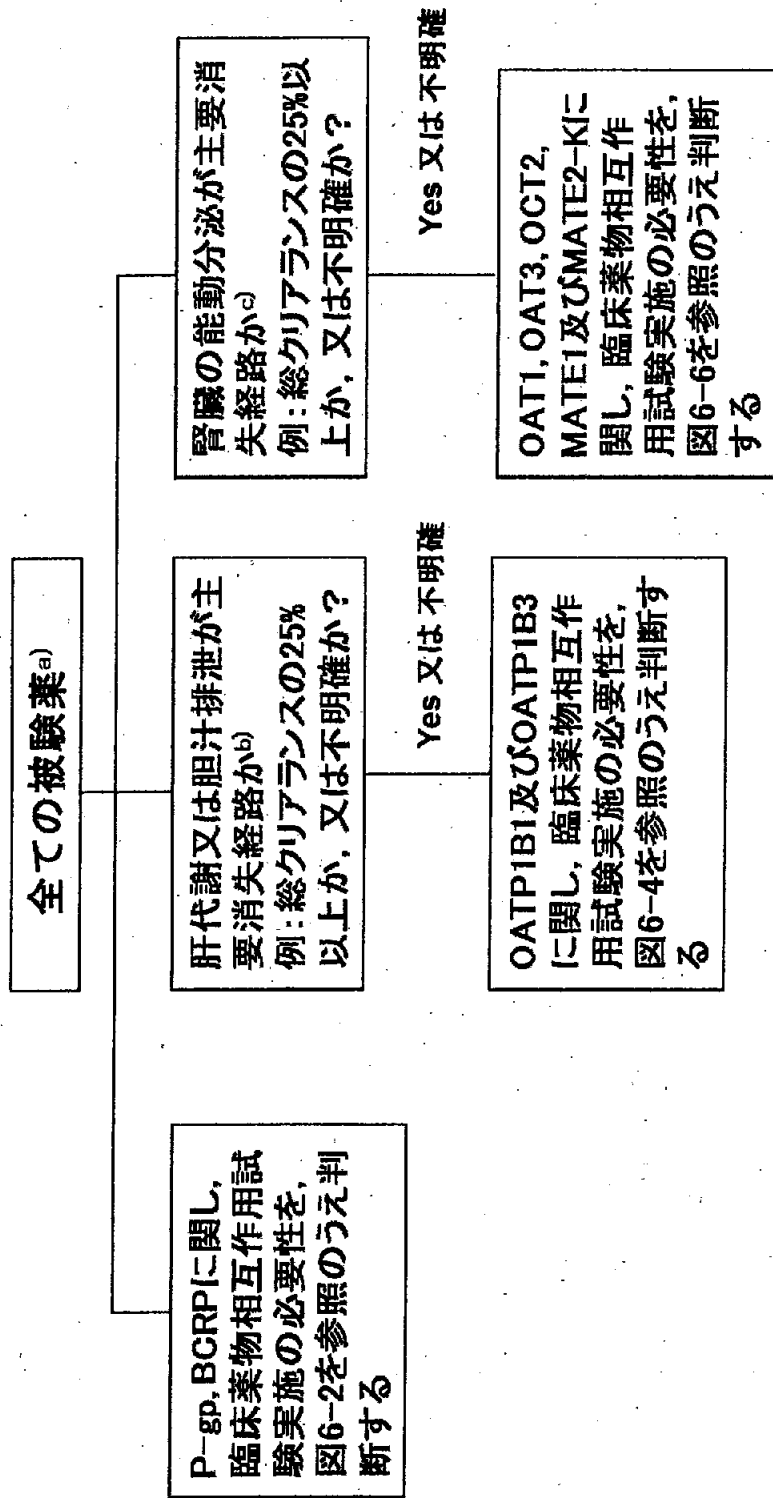 全ての被験薬a)
P-gp, BCRPに関し,
臨床薬物相互作用試
験実施の必要性を,
図6-2を参照のうえ判
断する
肝代謝又は胆汁排泄が主
要消失経路かb)
例：総クリアランスの25%
以上か, 又は不明確か？
Yes 又は 不明確
OATP1B1及びOATP1B3
に関し, 臨床薬物相互作
用試験実施の必要性を,
図6-4を参照のうえ判断す
る
腎臓の能動分泌が主要消
失経路かc)
例：総クリアランスの25%以
上か, 又は不明確か？
Yes 又は 不明確
OAT1, OAT3, OCT2,
MATE1及びMATE2-Kに
関し, 臨床薬物相互作
用試験実施の必要性を,
図6-6を参照のうえ判断
する